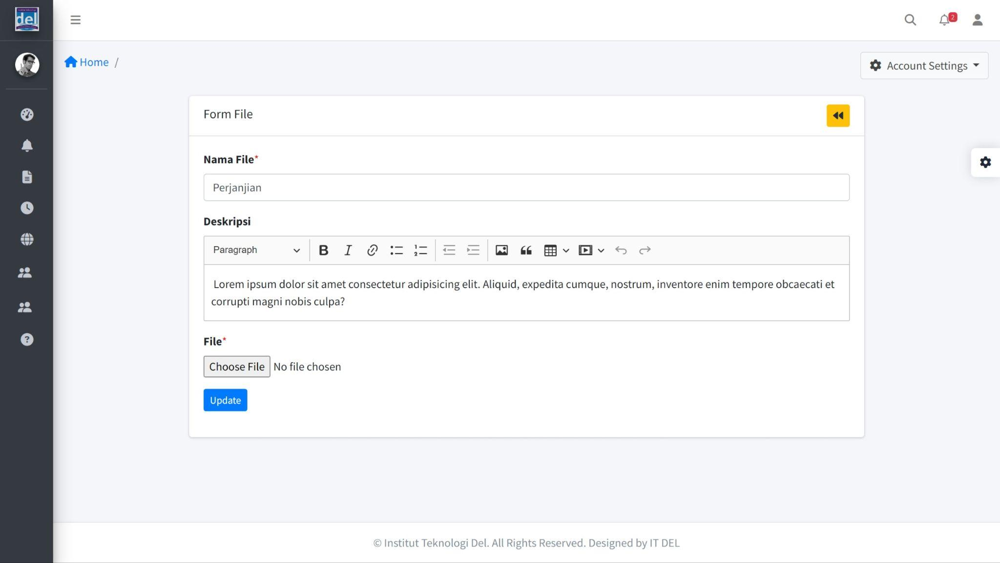 del
2
Home /
Account Settings
Form File
Nama File*
Perjanjian
Deskripsi
Paragraph
Lorem ipsum dolor sit amet consectetur adipisicing elit. Aliquid, expedita cumque, nostrum, inventore enim tempore obcaecati et
corrupti magni nobis culpa?
File*
Choose File No file chosen
Update
© Institut Teknologi Del. All Rights Reserved. Designed by IT DEL